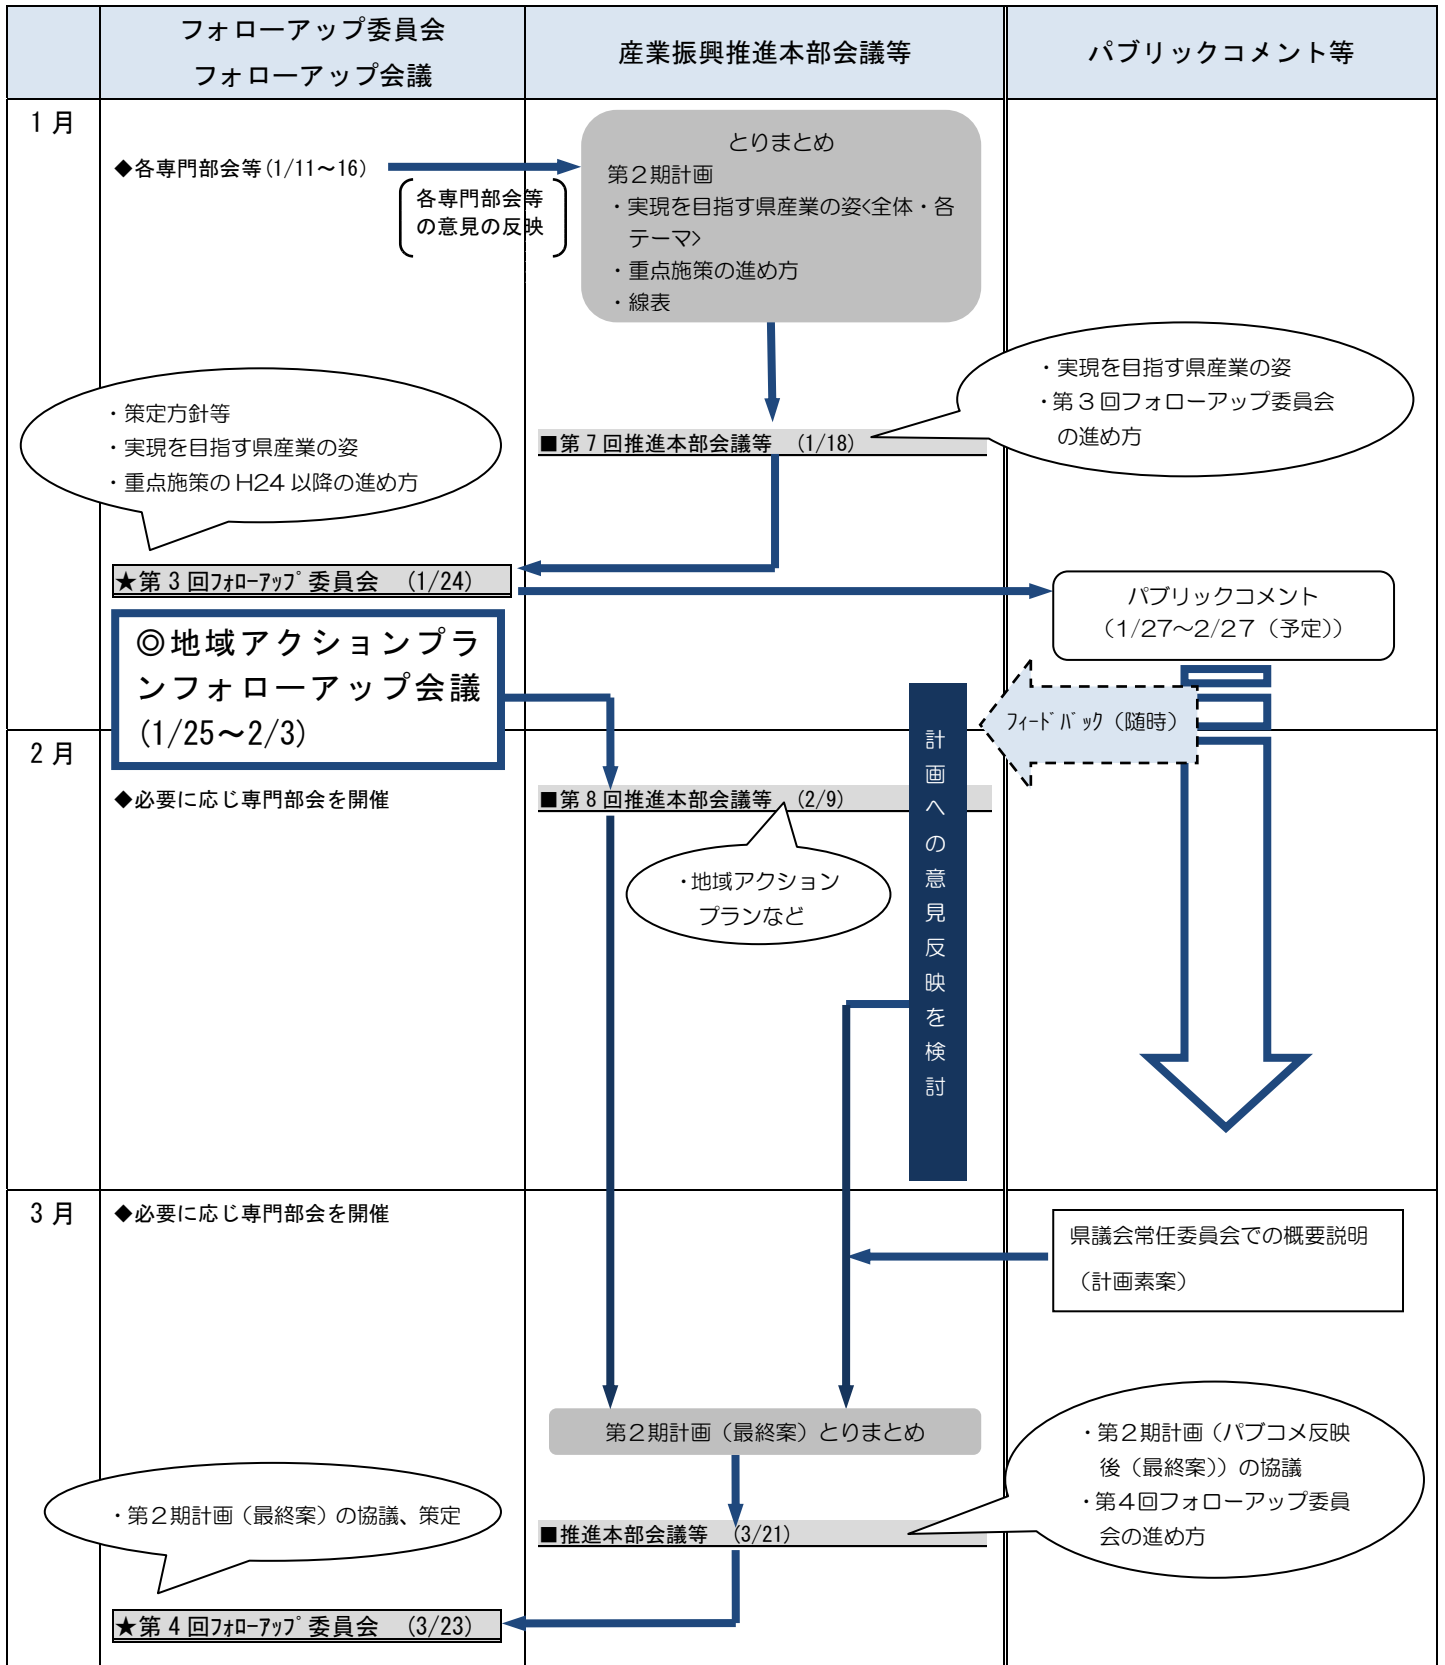 フォローアップ委員会
フォローアップ会議
産業振興推進本部会議等
パブリックコメント等
1月
◆各専門部会等(1/11～16)
各専門部会等
の意見の反映
とりまとめ
第２期計画
・実現を目指す県産業の姿<全体・各
テーマ>
・重点施策の進め方
・線表
・実現を目指す県産業の姿
・第３回フォローアップ委員会
の進め方
■第7回推進本部会議等　(1/18)
・策定方針等
・実現を目指す県産業の姿
・重点施策のH24以降の進め方
★第3回ﾌｫﾛｰｱｯﾌﾟ委員会　(1/24)
パブリックコメント
（1/27～2/27（予定））
◎地域アクションプラ
ンフォローアップ会議
(1/25～2/3)
ﾌｨｰﾄﾞﾊﾞｯｸ（随時）
計画への意見反映を検討
2月
◆必要に応じ専門部会を開催
■第8回推進本部会議等　(2/9)
・地域アクション
プランなど
3月
◆必要に応じ専門部会を開催
県議会常任委員会での概要説明
（計画素案）
第２期計画（最終案）とりまとめ
・第２期計画（パブコメ反映
後（最終案））の協議
・第４回フォローアップ委員
会の進め方
・第２期計画（最終案）の協議、策定
■推進本部会議等　(3/21)
★第4回ﾌｫﾛｰｱｯﾌﾟ委員会　(3/23)